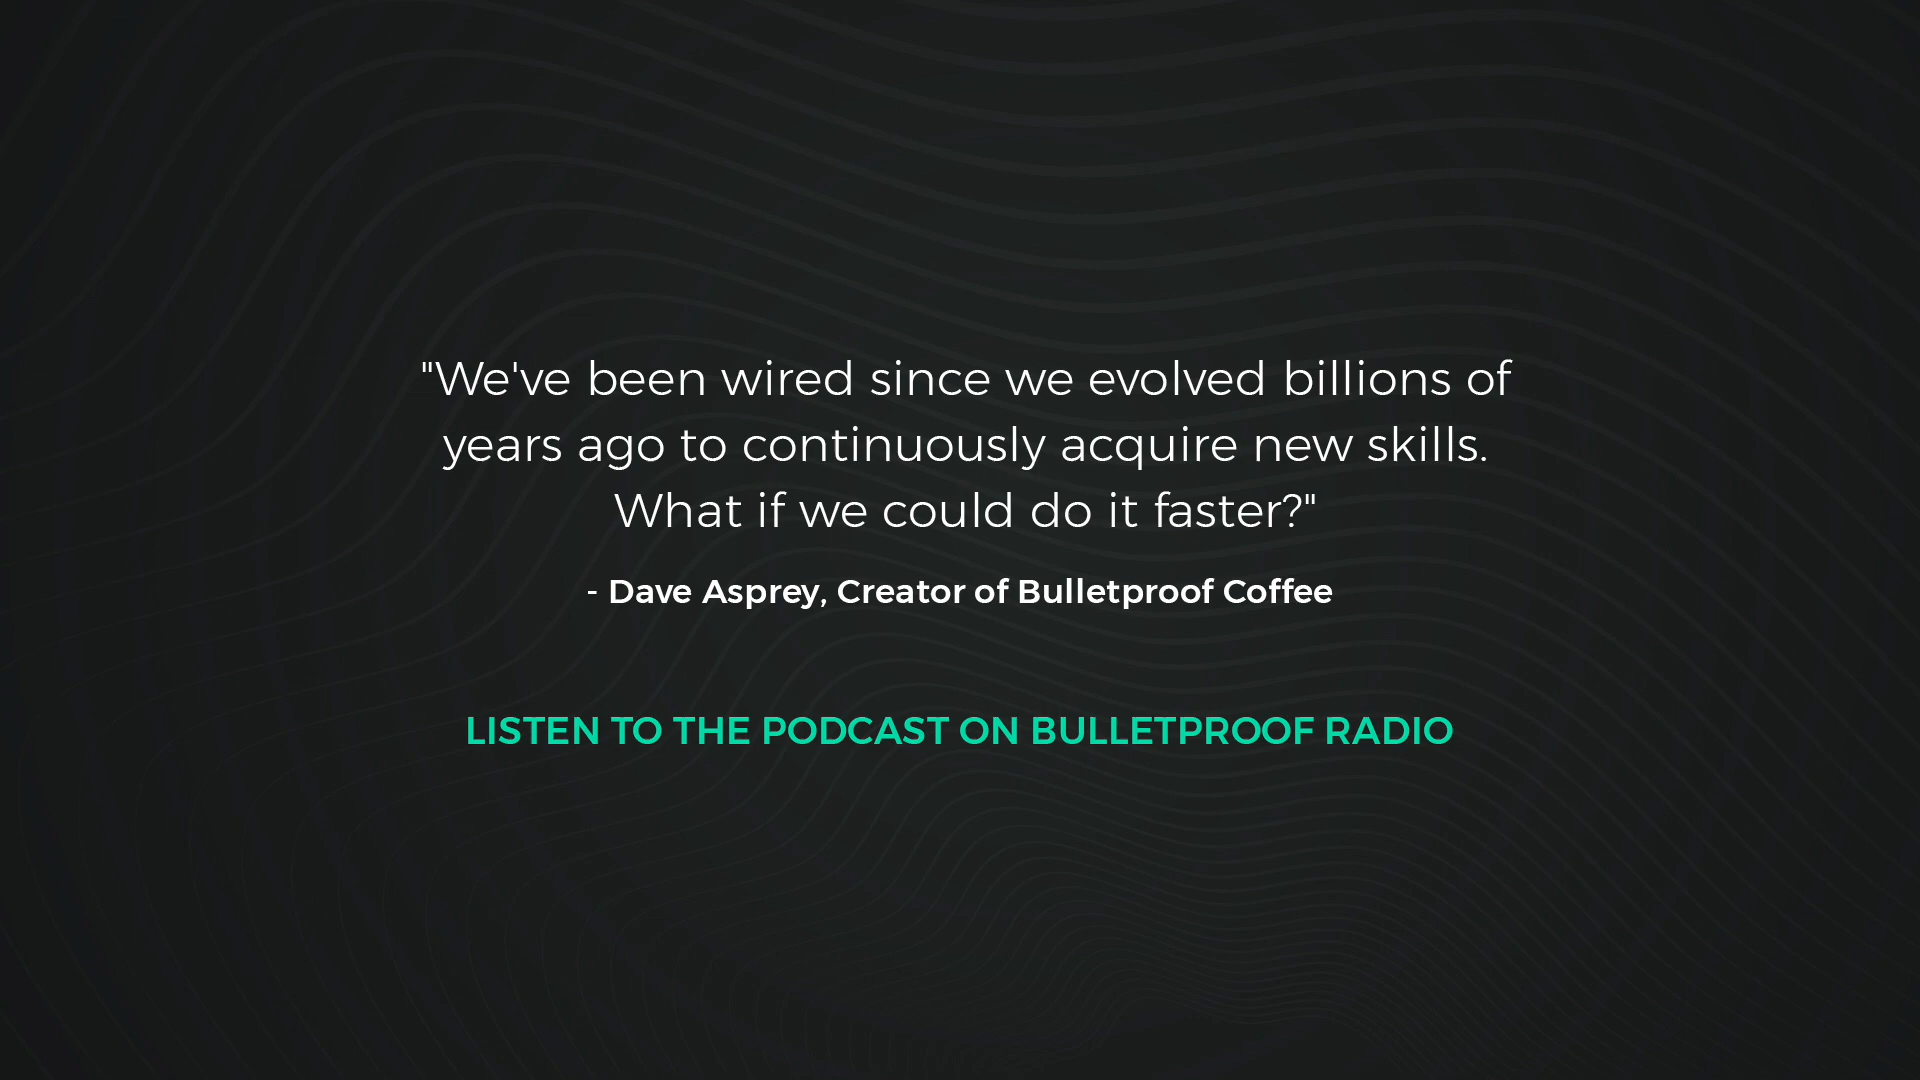 "We've been wired since we evolved billions of
years ago to continuously acquire new skills.
What if we could do it faster?"
- Dave Asprey, Creator of Bulletproof Coffee
LISTEN TO THE PODCAST ON BULLETPROOF RADIO